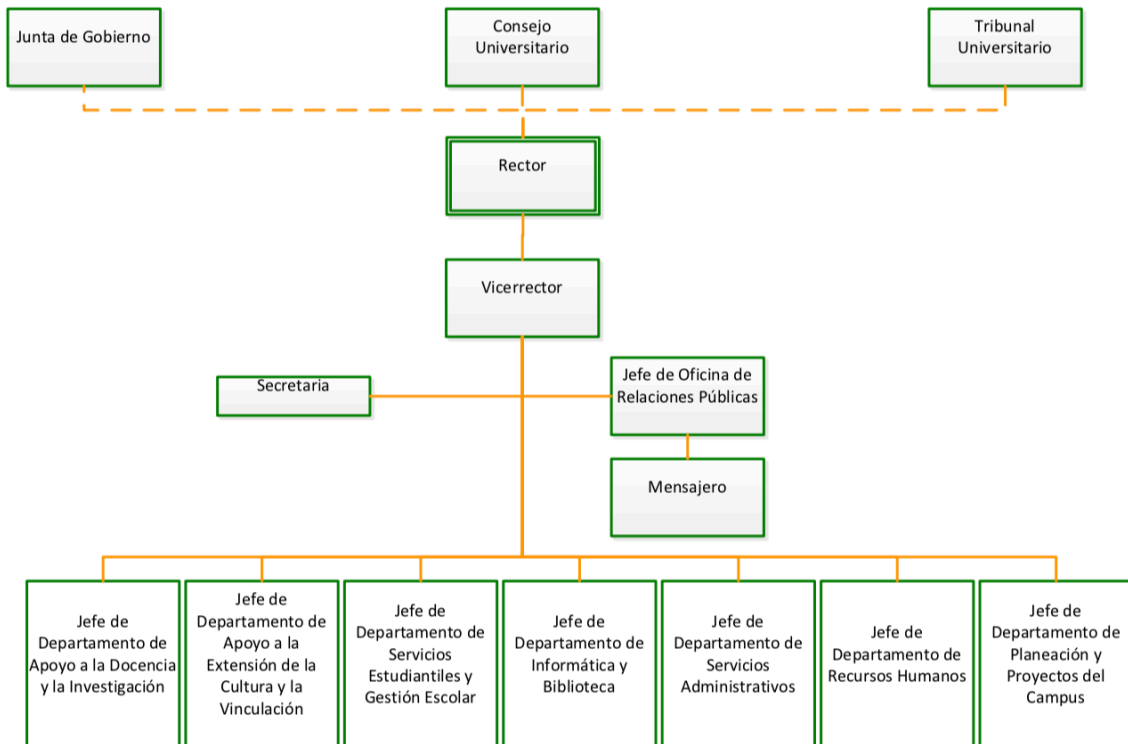 Junta de Gobierno
Consejo
Universitario
Tribunal
Universitario
Rector
Vicerrector
Secretaria
Jefe de Oficina de
Relaciones Públicas
Mensajero
Jefe de
Departamento de
Apoyo a la Docencia
y la Investigación
Jefe de
Departamento de
Apoyo a la
Extensión de la
Cultura y la
Vinculación
Jefe de
Departamento de
Servicios
Estudiantiles y
Gestión Escolar
Jefe de
Departamento de
Informática y
Biblioteca
Jefe de
Departamento de
Servicios
Administrativos
Jefe de
Departamento de
Recursos Humanos
Jefe de
Departamento de
Planeación y
Proyectos del
Campus